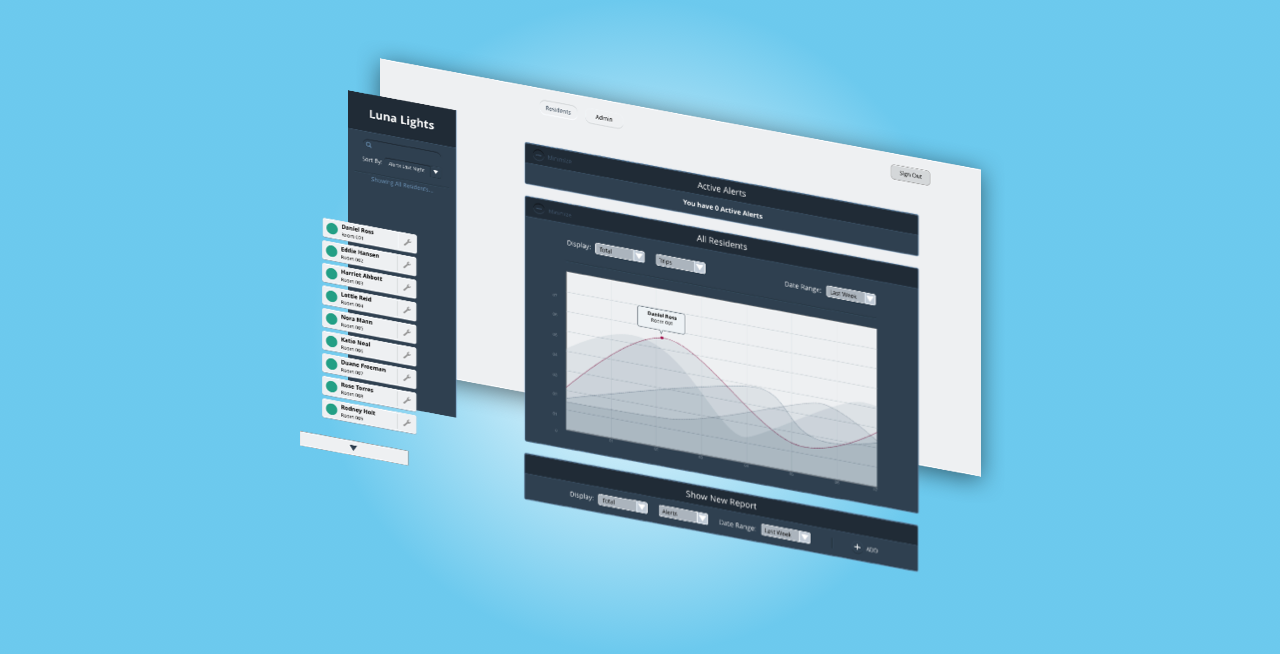 Residents
Admin
Sign Out
Luna Lights
Sort By:
Alerts Last Night
Showing All Residents...
Daniel Ross
Room 001
Eddie Hansen
Room 002
Harriet Abbott
Room 003
Lettie Reid
Room 004
Nora Mann
Room 005
Katie Neal
Room 006
Duane Freeman
Room 007
Rose Torres
Room 008
Rodney Holt
Room 009
Minimize
Active Alerts
You have 0 Active Alerts
Minimize
All Residents
Display: Total Trips
Date Range: Last Week
Daniel Ross
Room 001
Show New Report
Display: Total Alerts Date Range: Last Week
+ ADD